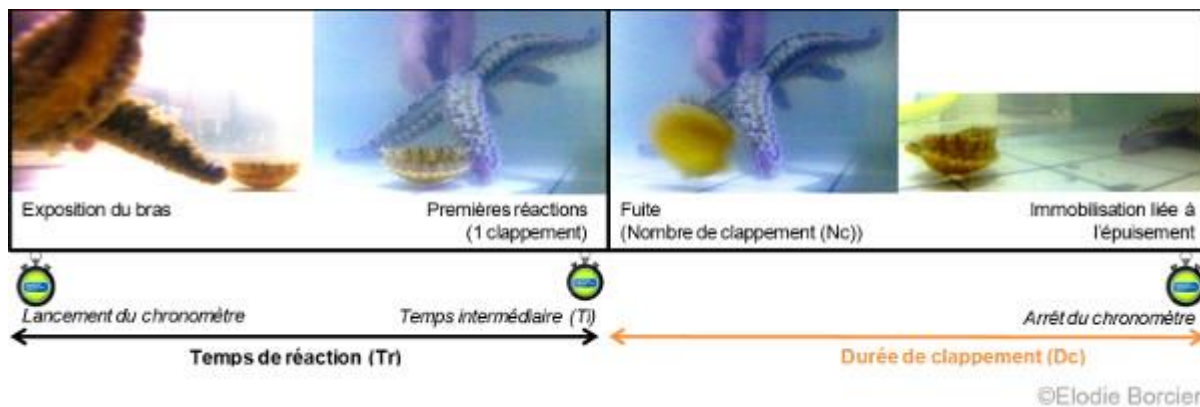 Exposition du bras
Premières réactions
(1 clappement)
Fuite
(Nombre de clappement (Nc))
Immobilisation liée à
l'épuisement
Lancement du chronomètre
Temps intermédiaire (Ti)
Arrêt du chronomètre
Temps de réaction (Tr)
Durée de clappement (Dc)
©Elodie Borcier